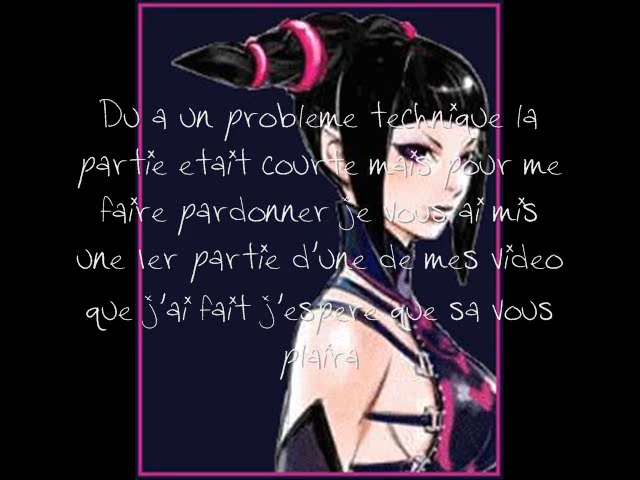 Du a un probleme technique la
partie etait courte mais pour me
faire pardonner je vous ai mis
une 1er partie d'une de mes video
que j'ai fait j'espere que sa vous
plaira